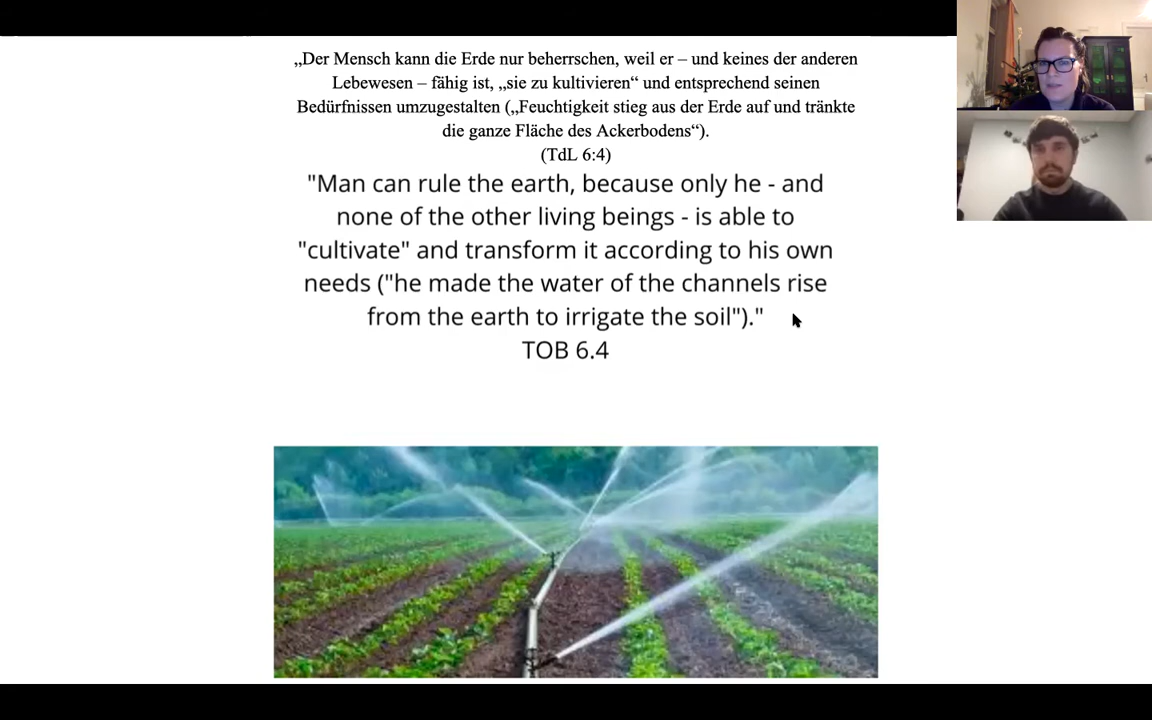 „Der Mensch kann die Erde nur beherrschen, weil er – und keines der anderen
Lebewesen – fähig ist, „sie zu kultivieren“ und entsprechend seinen
Bedürfnissen umzugestalten („Feuchtigkeit stieg aus der Erde auf und tränkte
die ganze Fläche des Ackerbodens“).
(TdL 6:4)
"Man can rule the earth, because only he - and
none of the other living beings - is able to
"cultivate" and transform it according to his own
needs ("he made the water of the channels rise
from the earth to irrigate the soil")."
TOB 6.4